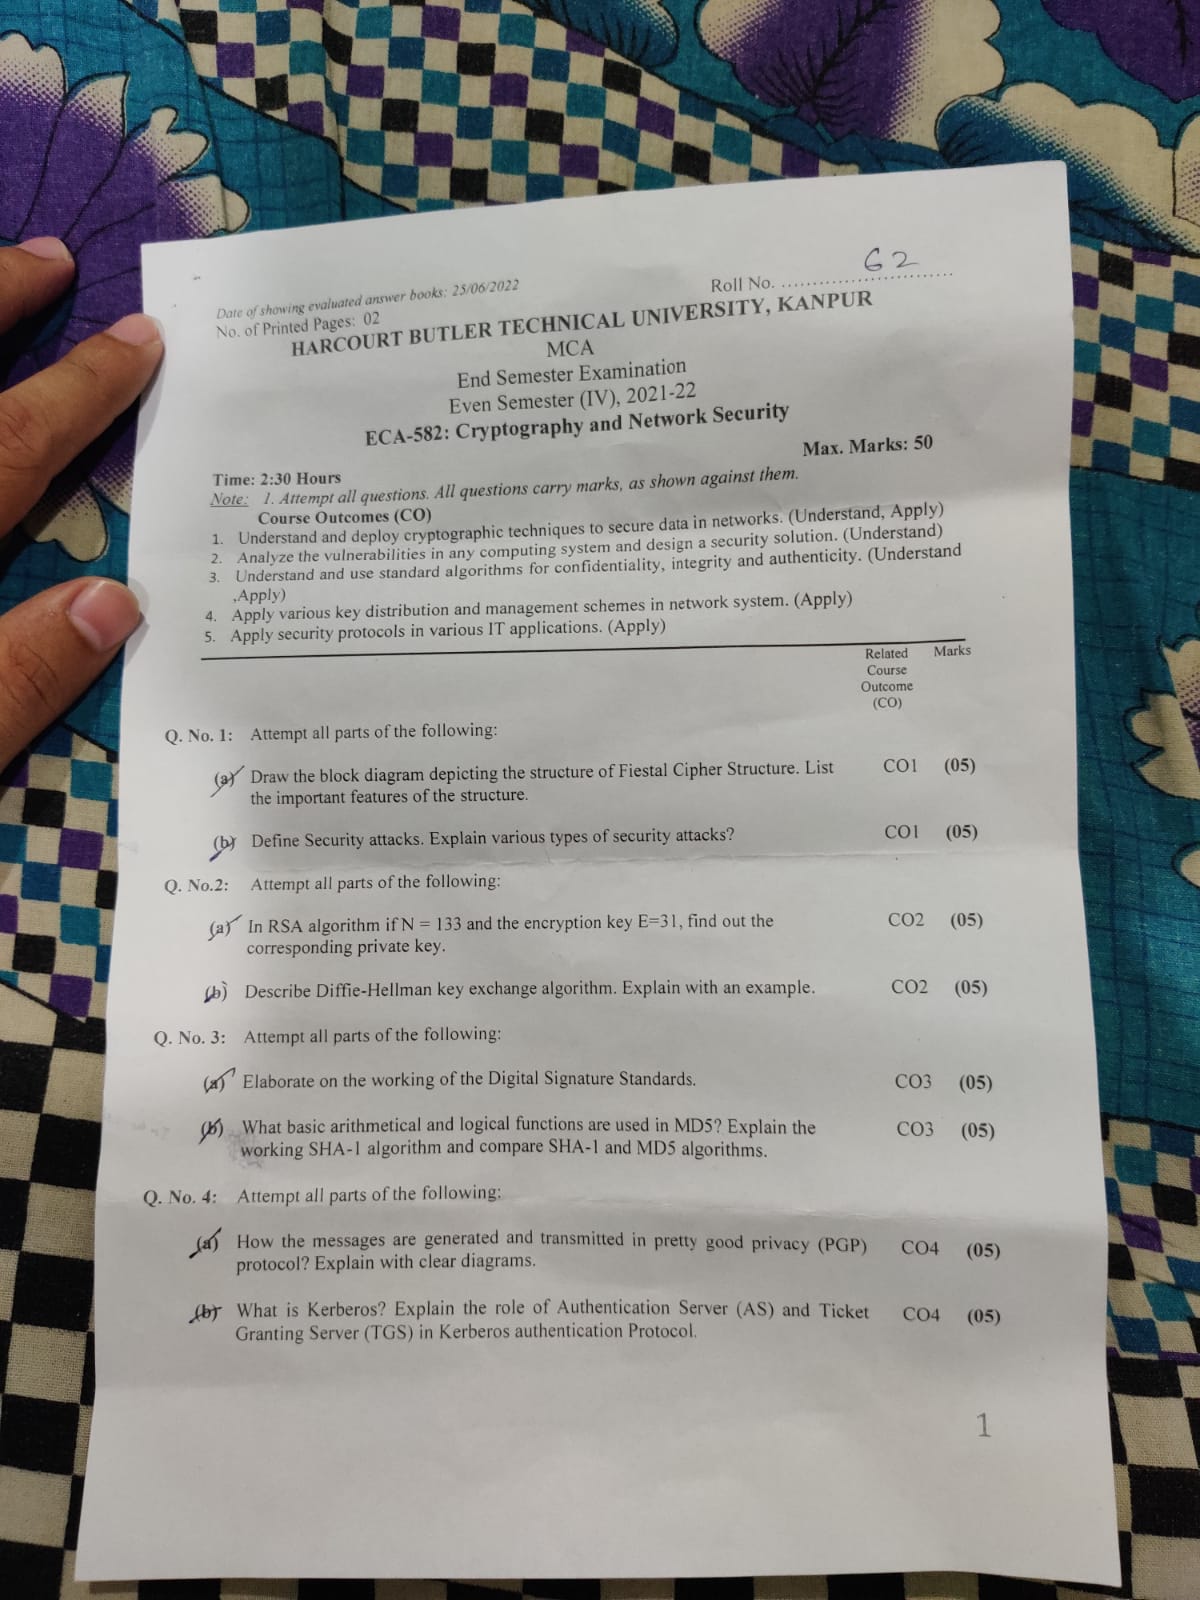 Date of showing evaluated answer books: 25/06/2022
Roll No. .......................... 62
No. of Printed Pages: 02
HARCOURT BUTLER TECHNICAL UNIVERSITY, KANPUR
MCA
End Semester Examination
Even Semester (IV), 2021-22
ECA-582: Cryptography and Network Security
Max. Marks: 50
Time: 2:30 Hours
Note: 1. Attempt all questions. All questions carry marks, as shown against them.
Course Outcomes (CO)
1. Understand and deploy cryptographic techniques to secure data in networks. (Understand, Apply)
2. Analyze the vulnerabilities in any computing system and design a security solution. (Understand)
3. Understand and use standard algorithms for confidentiality, integrity and authenticity. (Understand
,Apply)
4. Apply various key distribution and management schemes in network system. (Apply)
5. Apply security protocols in various IT applications. (Apply)
Related Marks
Course
Outcome
(CO)
Q. No. 1: Attempt all parts of the following:
(a) Draw the block diagram depicting the structure of Fiestal Cipher Structure. List CO1 (05)
the important features of the structure.
(b) Define Security attacks. Explain various types of security attacks? CO1 (05)
Q. No.2: Attempt all parts of the following:
(a) In RSA algorithm if N = 133 and the encryption key E=31, find out the CO2 (05)
corresponding private key.
(b) Describe Diffie-Hellman key exchange algorithm. Explain with an example. CO2 (05)
Q. No. 3: Attempt all parts of the following:
(a) Elaborate on the working of the Digital Signature Standards. CO3 (05)
(b) What basic arithmetical and logical functions are used in MD5? Explain the CO3 (05)
working SHA-1 algorithm and compare SHA-1 and MD5 algorithms.
Q. No. 4: Attempt all parts of the following:
(a) How the messages are generated and transmitted in pretty good privacy (PGP) CO4 (05)
protocol? Explain with clear diagrams.
(b) What is Kerberos? Explain the role of Authentication Server (AS) and Ticket CO4 (05)
Granting Server (TGS) in Kerberos authentication Protocol.
1